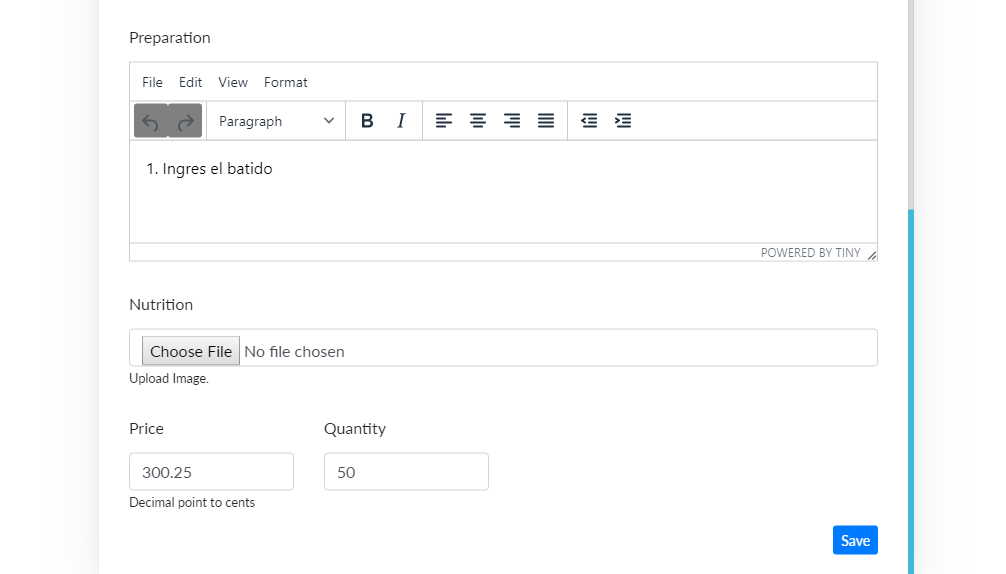 Preparation
File Edit View Format
Paragraph B I
1. Ingres el batido
POWERED BY TINY
Nutrition
Choose File No file chosen
Upload Image.
Price Quantity
300.25 50
Decimal point to cents
Save